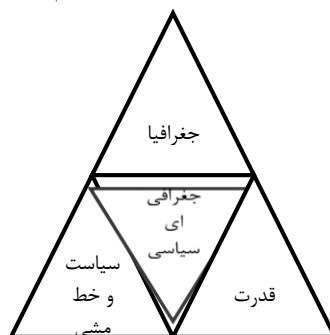 جغرافیا
جغرافی
ای
سیاسی
سیاست
و خط
مشی
قدرت